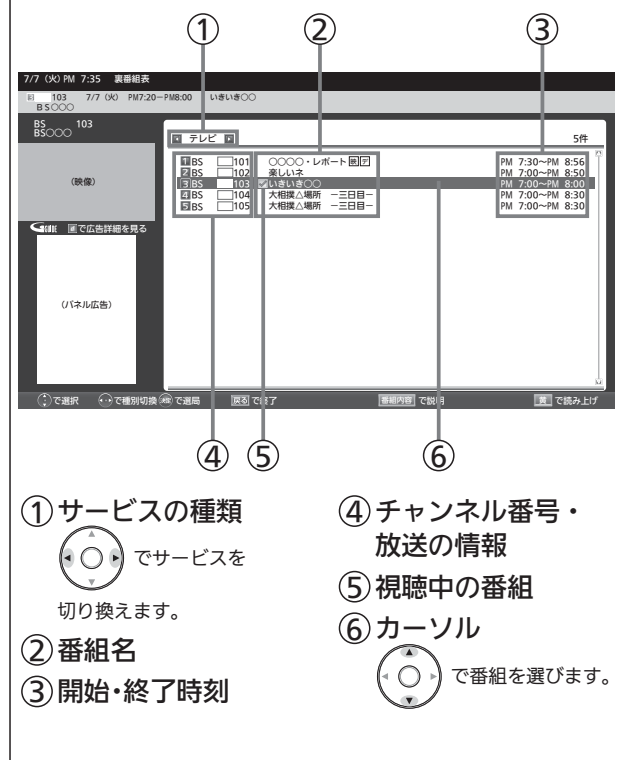 ① ② ③
7/7 (火) PM 7:35 裏番組表
103 7/7 (火) PM7:20−PM8:00 いきいき○○
BS○○○
BS 103
BS○○○
テレビ
5件
(映像)
1 BS 101 ○○○○・レポート 映 デ PM 7:30〜PM 8:56
2 BS 102 楽しいネ PM 7:00〜PM 8:50
3 BS 103 いきいき○○ PM 7:00〜PM 8:00
4 BS 104 大相撲△場所 −三日目− PM 7:00〜PM 8:30
5 BS 105 大相撲△場所 −三日目− PM 7:00〜PM 8:30
で広告詳細を見る
(パネル広告)
で選択 で種別切換 で選局 戻る で終了 番組内容 で説明 黄 で読み上げ
④ ⑤ ⑥
①サービスの種類
でサービスを
切り換えます。
②番組名
③開始・終了時刻
④チャンネル番号・
放送の情報
⑤視聴中の番組
⑥カーソル
で番組を選びます。